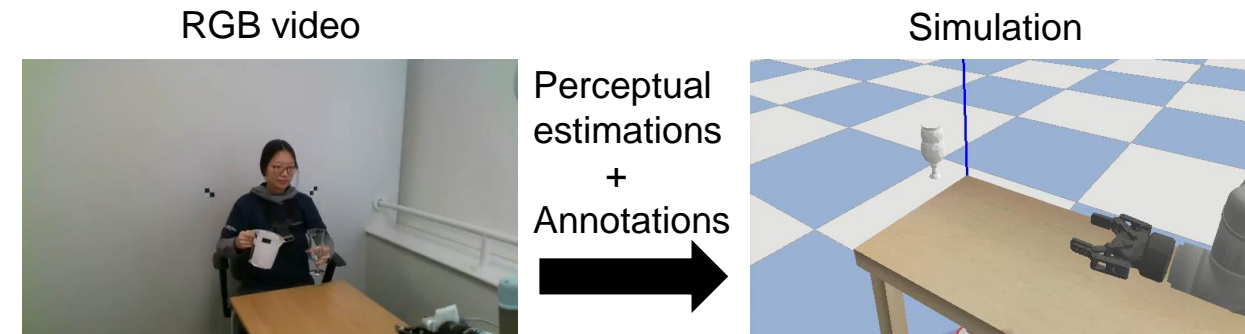 RGB video
Simulation
Perceptual
estimations
+
Annotations